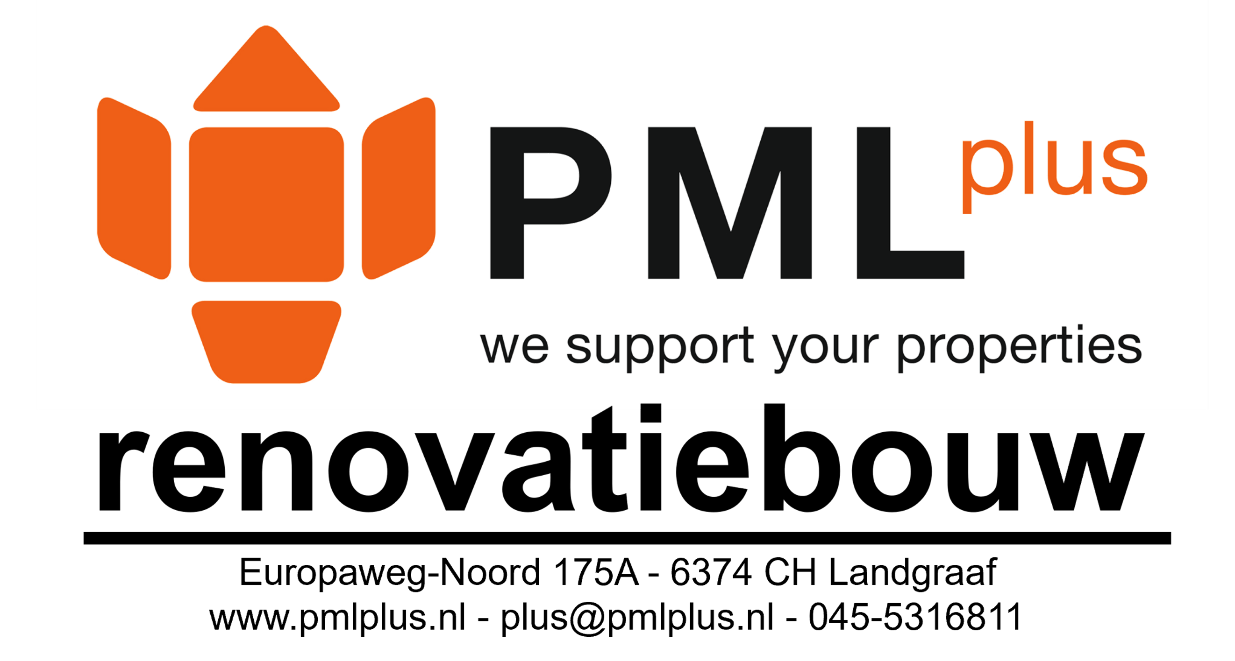 PML plus
we support your properties
renovatiebouw
Europaweg-Noord 175A - 6374 CH Landgraaf
www.pmlplus.nl - plus@pmlplus.nl - 045-5316811